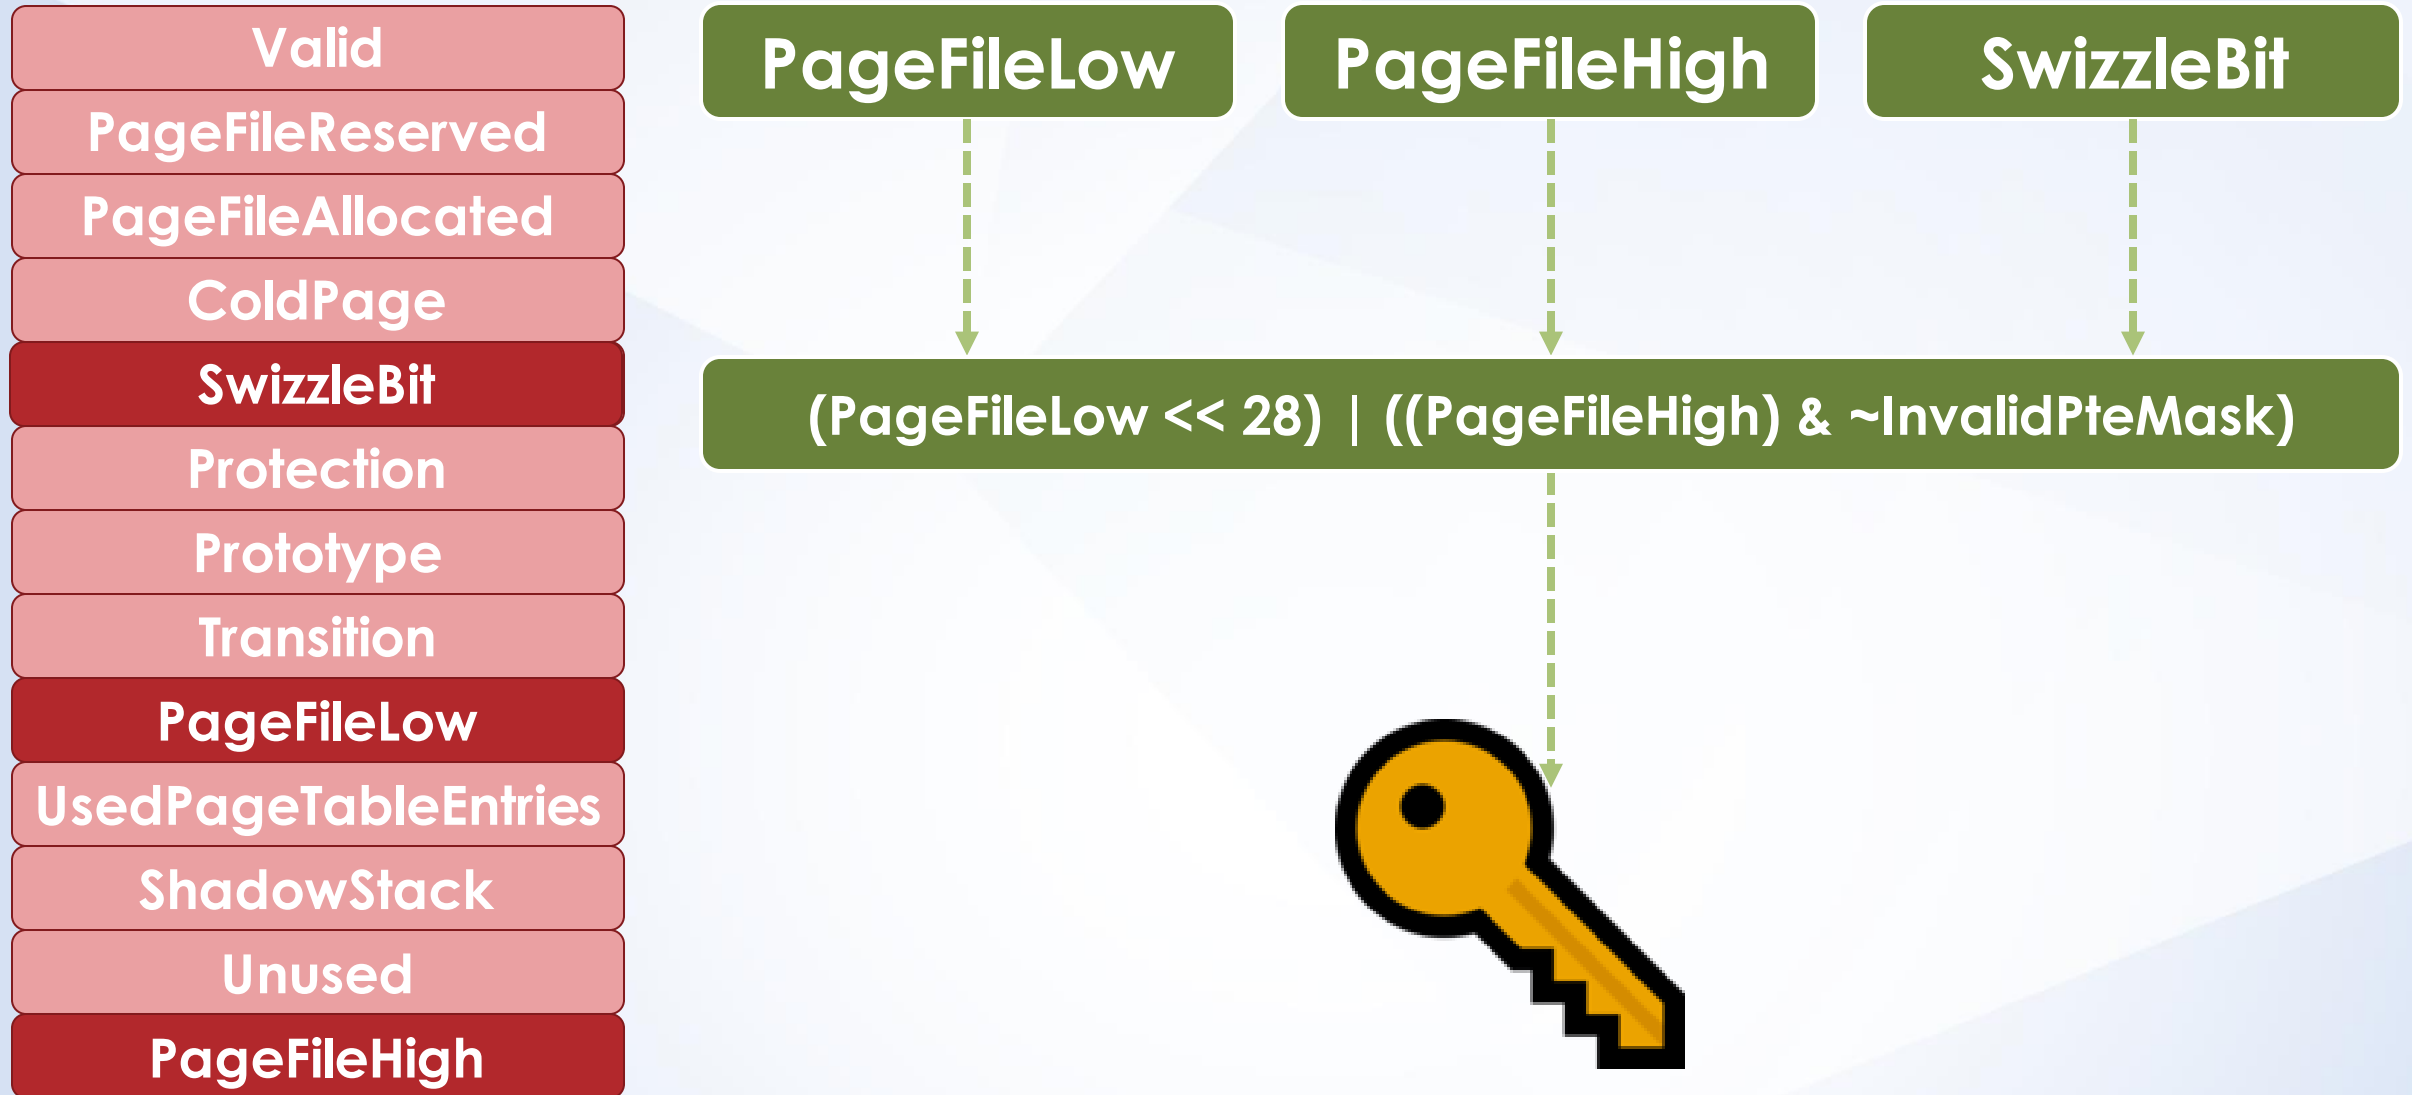 Valid
PageFileReserved
PageFileAllocated
ColdPage
SwizzleBit
Protection
Prototype
Transition
PageFileLow
UsedPageTableEntries
ShadowStack
Unused
PageFileHigh
PageFileLow
PageFileHigh
SwizzleBit
(PageFileLow << 28) | ((PageFileHigh) & ~InvalidPteMask)